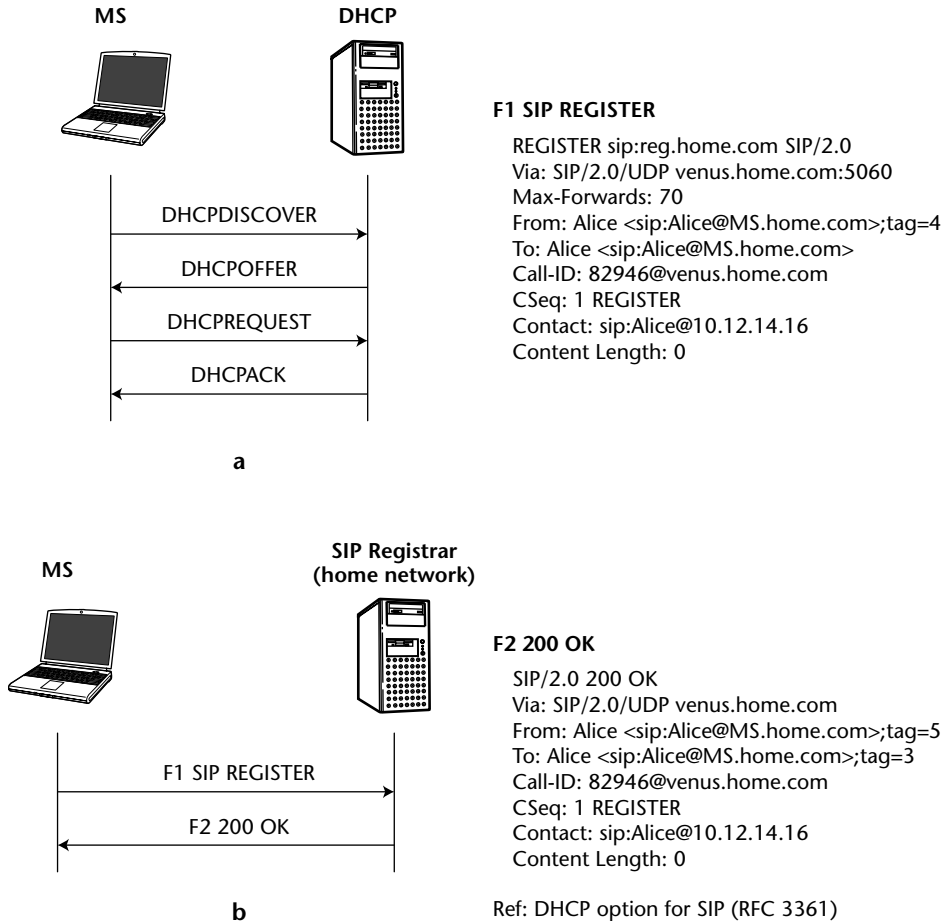 MS
DHCP
DHCPDISCOVER
DHCPOFFER
DHCPREQUEST
DHCPACK
a
F1 SIP REGISTER
REGISTER sip:reg.home.com SIP/2.0
Via: SIP/2.0/UDP venus.home.com:5060
Max-Forwards: 70
From: Alice <sip:Alice@MS.home.com>;tag=4
To: Alice <sip:Alice@MS.home.com>
Call-ID: 82946@venus.home.com
CSeq: 1 REGISTER
Contact: sip:Alice@10.12.14.16
Content Length: 0
MS
SIP Registrar
(home network)
F1 SIP REGISTER
F2 200 OK
b
F2 200 OK
SIP/2.0 200 OK
Via: SIP/2.0/UDP venus.home.com
From: Alice <sip:Alice@MS.home.com>;tag=5
To: Alice <sip:Alice@MS.home.com>;tag=3
Call-ID: 82946@venus.home.com
CSeq: 1 REGISTER
Contact: sip:Alice@10.12.14.16
Content Length: 0
Ref: DHCP option for SIP (RFC 3361)